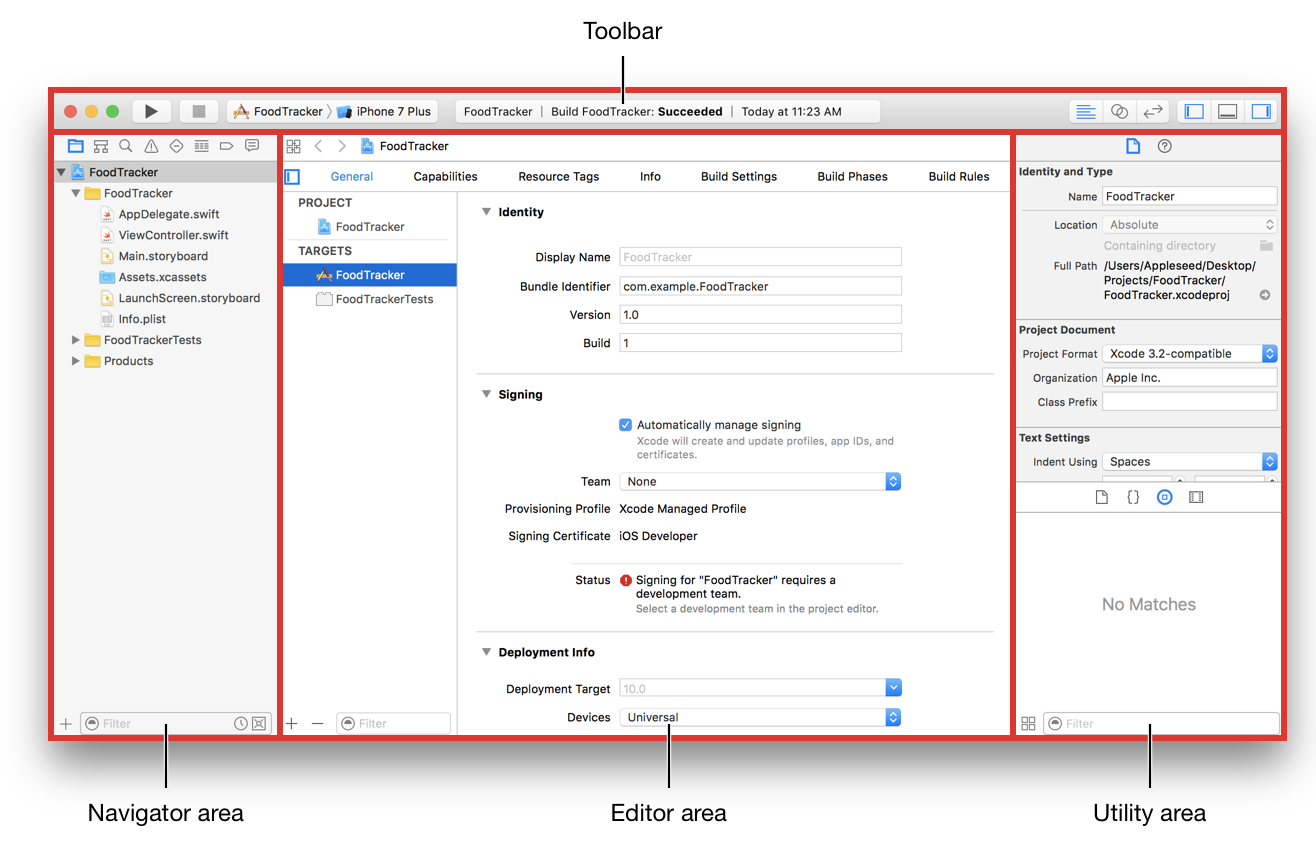 Toolbar
FoodTracker 〉 iPhone 7 Plus
FoodTracker | Build FoodTracker: Succeeded | Today at 11:23 AM
FoodTracker
FoodTracker
AppDelegate.swift
ViewController.swift
Main.storyboard
Assets.xcassets
LaunchScreen.storyboard
Info.plist
FoodTrackerTests
Products
Filter
FoodTracker
General Capabilities Resource Tags Info Build Settings Build Phases Build Rules
PROJECT
FoodTracker
TARGETS
FoodTracker
FoodTrackerTests
Filter
Identity
Display Name FoodTracker
Bundle Identifier com.example.FoodTracker
Version 1.0
Build 1
Signing
Automatically manage signing
Xcode will create and update profiles, app IDs, and
certificates.
Team None
Provisioning Profile Xcode Managed Profile
Signing Certificate iOS Developer
Status Signing for "FoodTracker" requires a
development team.
Select a development team in the project editor.
Deployment Info
Deployment Target 10.0
Devices Universal
Identity and Type
Name FoodTracker
Location Absolute
Containing directory
Full Path /Users/Appleseed/Desktop/
Projects/FoodTracker/
FoodTracker.xcodeproj
Project Document
Project Format Xcode 3.2-compatible
Organization Apple Inc.
Class Prefix
Text Settings
Indent Using Spaces
No Matches
Filter
Navigator area
Editor area
Utility area